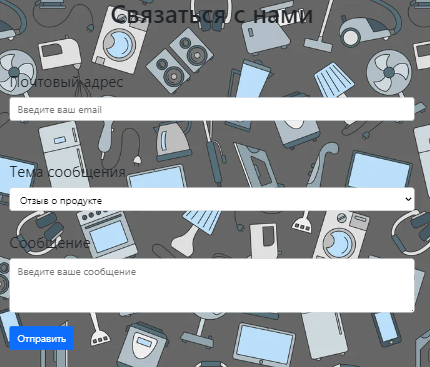 Связаться с нами
Почтовый адрес
Введите ваш email
Тема сообщения
Отзыв о продукте
Сообщение
Введите ваше сообщение
Отправить